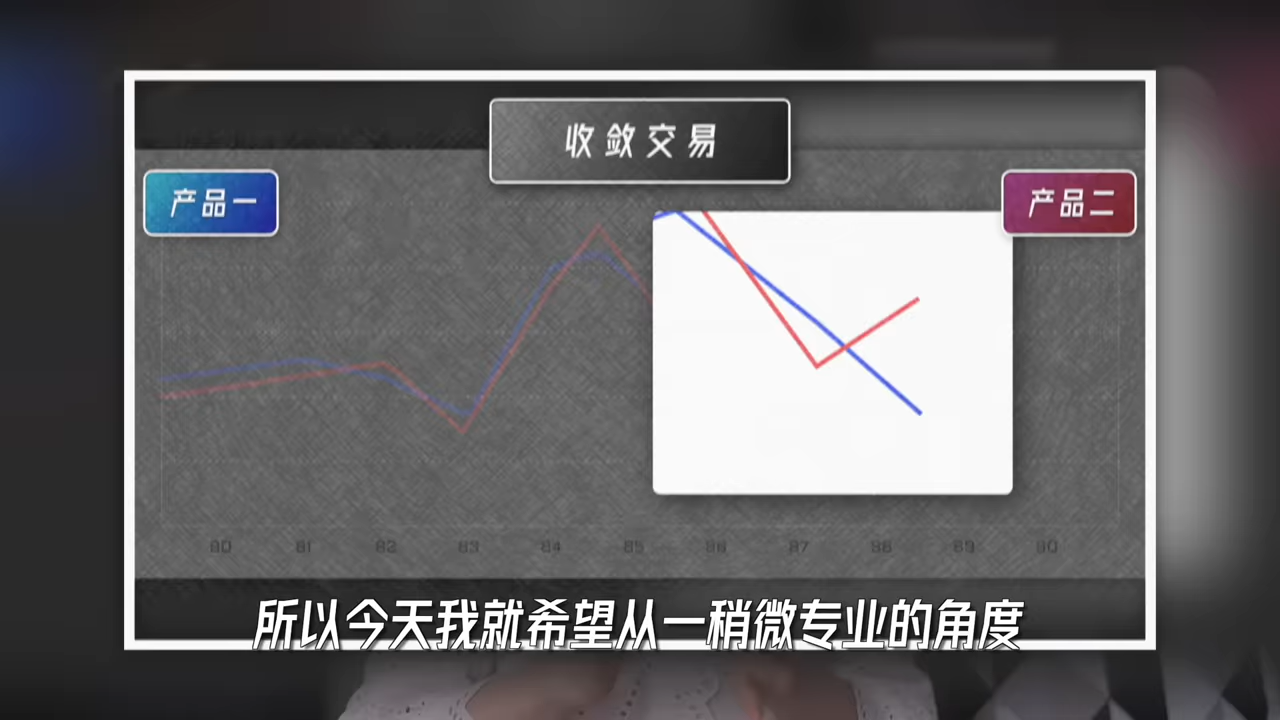 收敛交易
产品一
产品二
80 81 82 83 84 85 86 87 88 89 90
所以今天我就希望从一稍微专业的角度